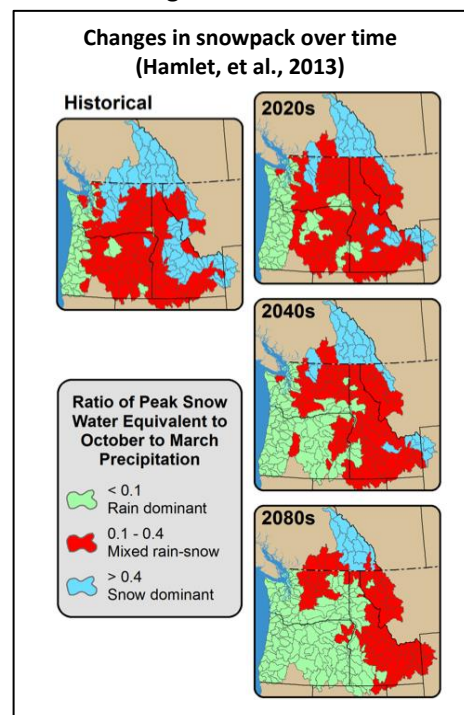 Changes in snowpack over time
(Hamlet, et al., 2013)
Historical
2020s
2040s
2080s
Ratio of Peak Snow
Water Equivalent to
October to March
Precipitation
< 0.1
Rain dominant
0.1 - 0.4
Mixed rain-snow
> 0.4
Snow dominant